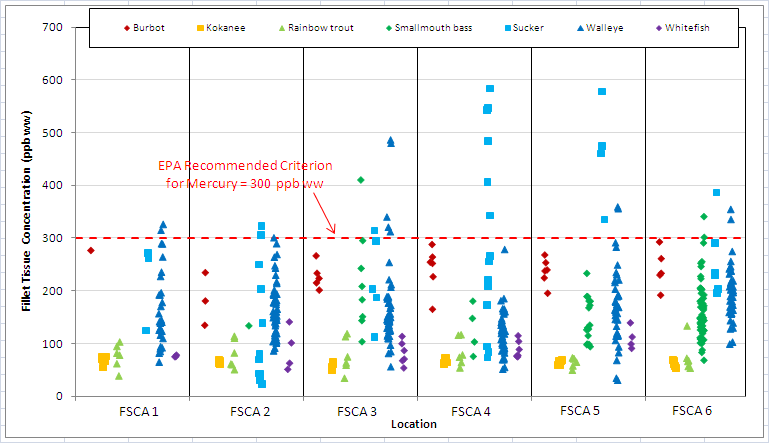 Burbot Kokanee Rainbow trout Smallmouth bass Sucker Walleye Whitefish
700
600
500
400
300
200
100
0
Fillet Tissue Concentration (ppb ww)
EPA Recommended Criterion
for Mercury = 300 ppb ww
FSCA 1 FSCA 2 FSCA 3 FSCA 4 FSCA 5 FSCA 6
Location